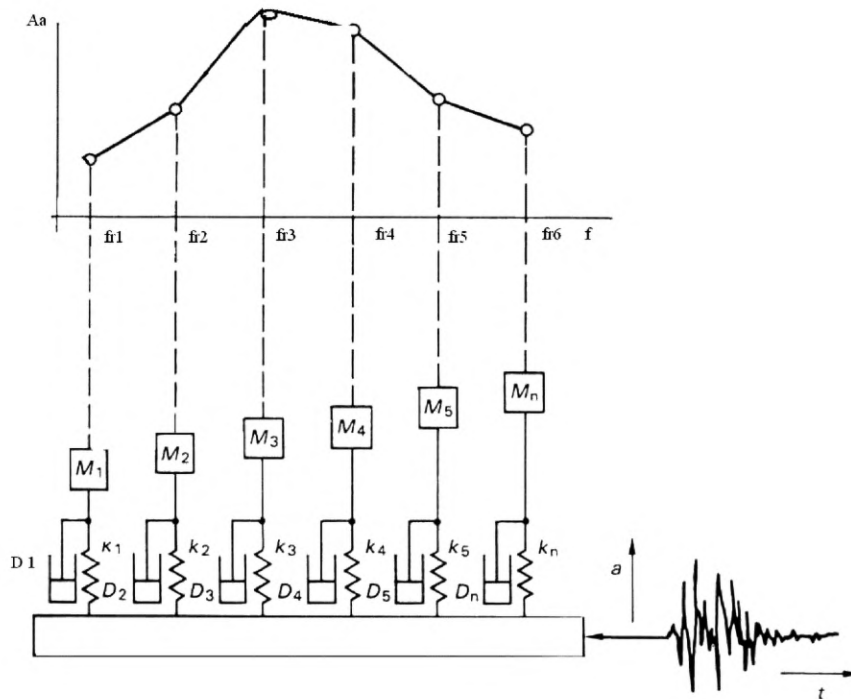 Aa
fr1 fr2 fr3 fr4 fr5 fr6 f
M1 M2 M3 M4 M5 Mn
D 1 κ1 k2 k3 k4 k5 kn
D2 D3 D4 D5 Dn
a
t